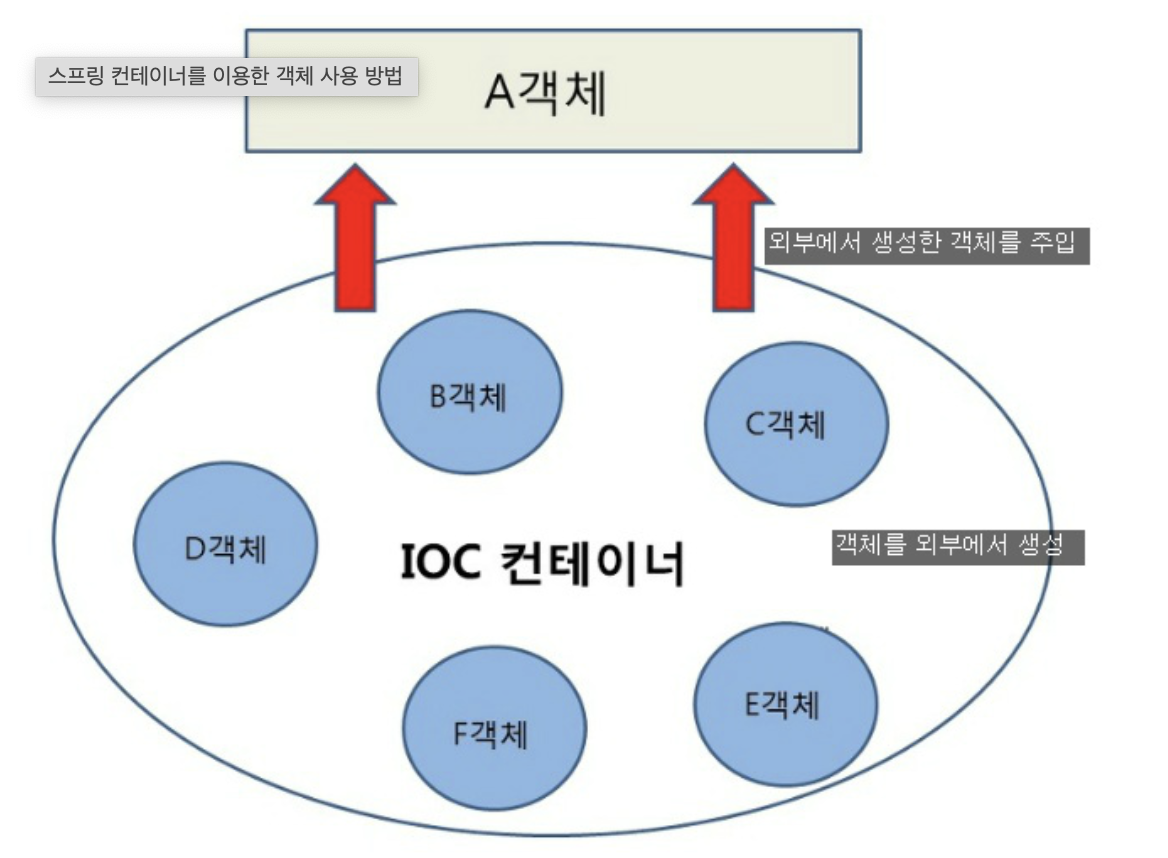 스프링 컨테이너를 이용한 객체 사용 방법
A객체
외부에서 생성한 객체를 주입
B객체
C객체
D객체
IOC 컨테이너
객체를 외부에서 생성
F객체
E객체